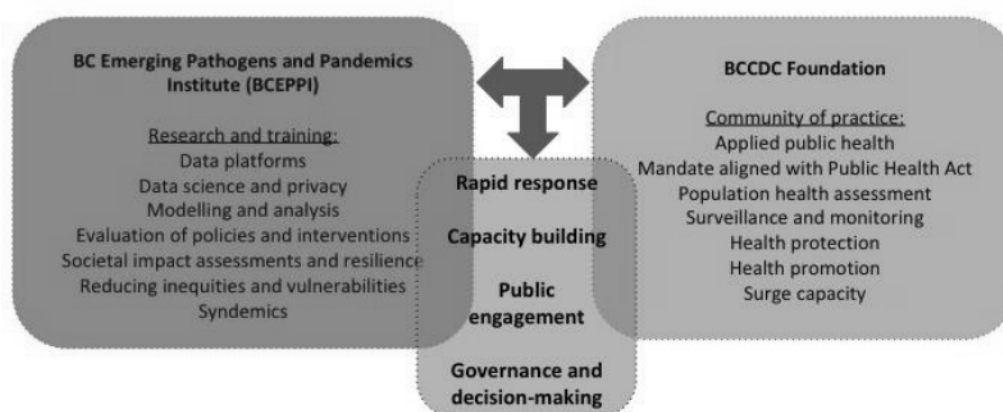 BC Emerging Pathogens and Pandemics
Institute (BCEPPI)
Research and training:
Data platforms
Data science and privacy
Modelling and analysis
Evaluation of policies and interventions
Societal impact assessments and resilience
Reducing inequities and vulnerabilities
Syndemics
Rapid response
Capacity building
Public
engagement
Governance and
decision-making
BCCDC Foundation
Community of practice:
Applied public health
Mandate aligned with Public Health Act
Population health assessment
Surveillance and monitoring
Health protection
Health promotion
Surge capacity